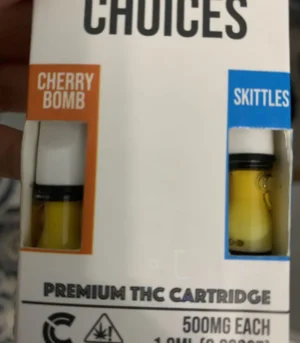 CHOICES
CHERRY
BOMB
SKITTLES
PREMIUM THC CARTRIDGE
500MG EACH